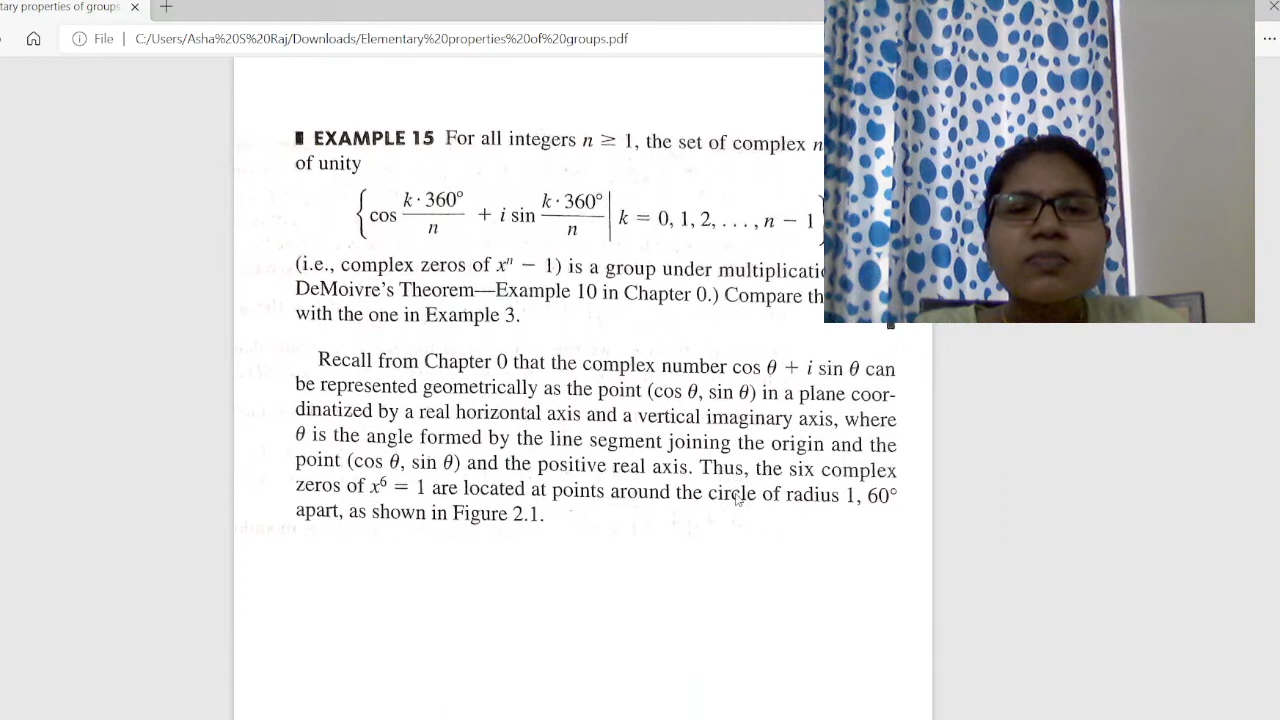 tary properties of groups
File | C:/Users/Asha%20S%20Raj/Downloads/Elementary%20properties%20of%20groups.pdf
EXAMPLE 15 For all integers n ≥ 1, the set of complex n
of unity
{cos k · 360°/n + i sin k · 360°/n | k = 0, 1, 2, . . . , n − 1}
(i.e., complex zeros of xⁿ − 1) is a group under multiplicati
DeMoivre's Theorem—Example 10 in Chapter 0.) Compare th
with the one in Example 3.
Recall from Chapter 0 that the complex number cos θ + i sin θ can
be represented geometrically as the point (cos θ, sin θ) in a plane coor-
dinatized by a real horizontal axis and a vertical imaginary axis, where
θ is the angle formed by the line segment joining the origin and the
point (cos θ, sin θ) and the positive real axis. Thus, the six complex
zeros of x⁶ = 1 are located at points around the circle of radius 1, 60°
apart, as shown in Figure 2.1.